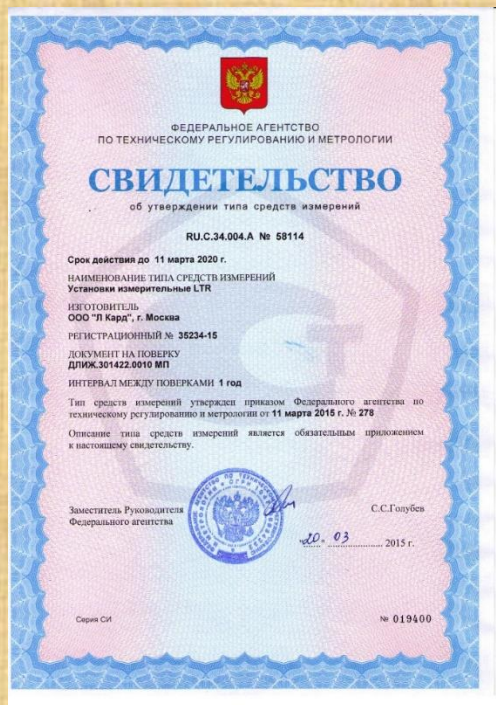 ФЕДЕРАЛЬНОЕ АГЕНТСТВО
ПО ТЕХНИЧЕСКОМУ РЕГУЛИРОВАНИЮ И МЕТРОЛОГИИ
СВИДЕТЕЛЬСТВО
об утверждении типа средств измерений
RU.C.34.004.A № 58114
Срок действия до 11 марта 2020 г.
НАИМЕНОВАНИЕ ТИПА СРЕДСТВ ИЗМЕРЕНИЙ
Установки измерительные LTR
ИЗГОТОВИТЕЛЬ
ООО "Л Кард", г. Москва
РЕГИСТРАЦИОННЫЙ № 35234-15
ДОКУМЕНТ НА ПОВЕРКУ
ДЛИЖ.301422.0010 МП
ИНТЕРВАЛ МЕЖДУ ПОВЕРКАМИ 1 год
Тип средств измерений утвержден приказом Федерального агентства по
техническому регулированию и метрологии от 11 марта 2015 г. № 278
Описание типа средств измерений является обязательным приложением
к настоящему свидетельству.
Заместитель Руководителя С.С.Голубев
Федерального агентства
"20" 03 2015 г.
Серия СИ № 019400